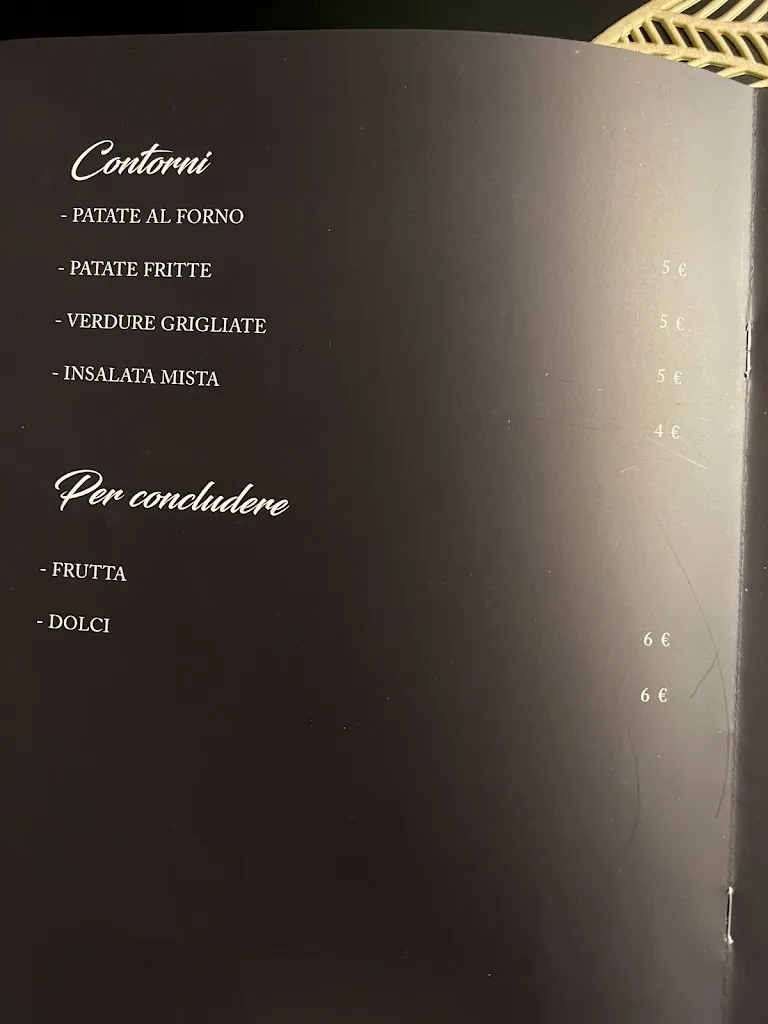 Contorni
- PATATE AL FORNO
- PATATE FRITTE 5 €
- VERDURE GRIGLIATE 5 €
- INSALATA MISTA 5 €
4 €
Per concludere
- FRUTTA
- DOLCI 6 €
6 €